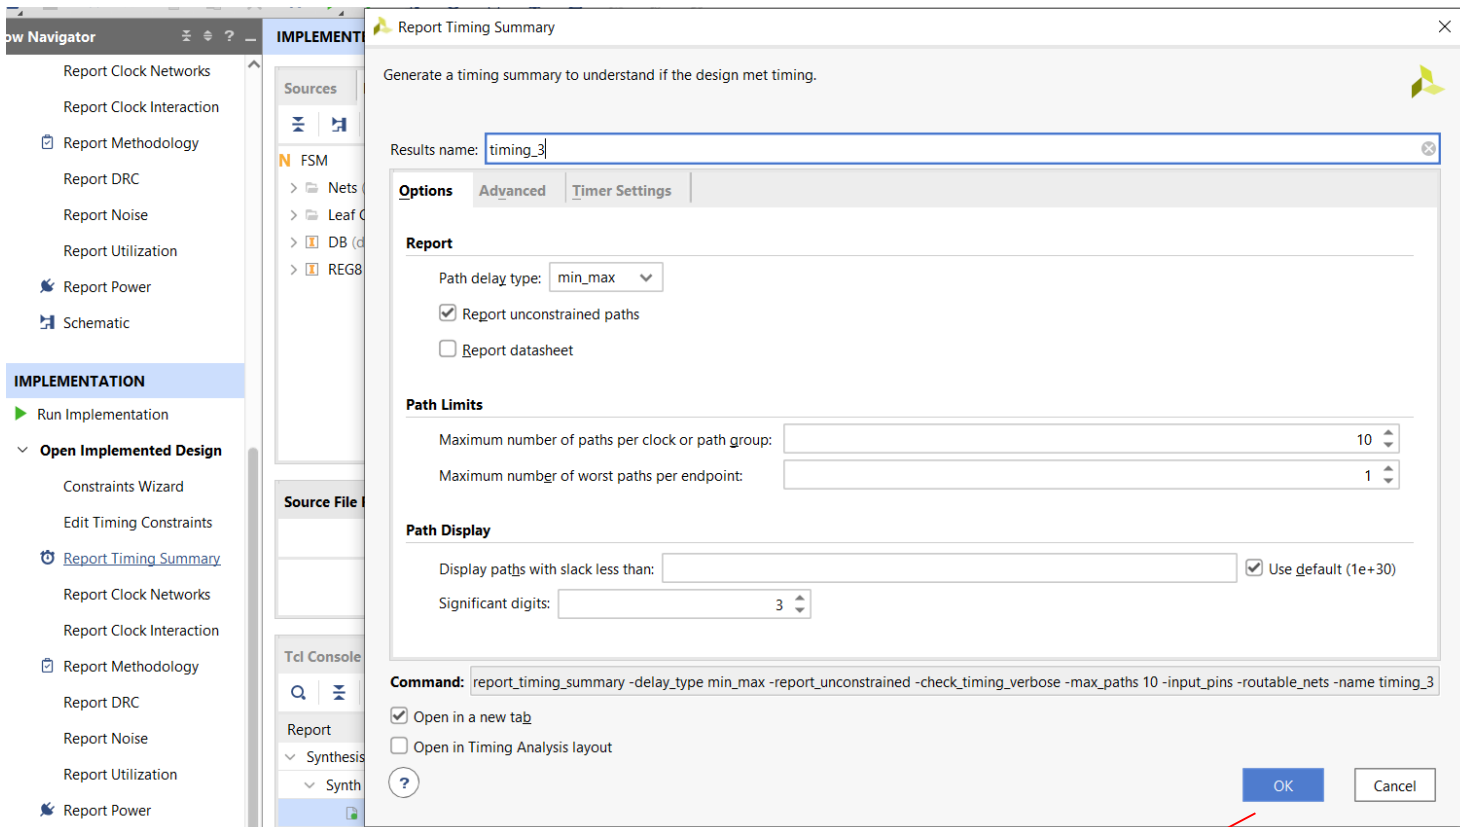 ow Navigator
?
Report Clock Networks
Report Clock Interaction
Report Methodology
Report DRC
Report Noise
Report Utilization
Report Power
Schematic
IMPLEMENTATION
Run Implementation
Open Implemented Design
Constraints Wizard
Edit Timing Constraints
Report Timing Summary
Report Clock Networks
Report Clock Interaction
Report Methodology
Report DRC
Report Noise
Report Utilization
Report Power
IMPLEMENT
Sources
N FSM
Nets (
Leaf C
DB (d
REG8
Source File
Tcl Console
Report
Synthesis
Synth
Report Timing Summary
Generate a timing summary to understand if the design met timing.
Results name: timing_3
Options Advanced Timer Settings
Report
Path delay type: min_max
Report unconstrained paths
Report datasheet
Path Limits
Maximum number of paths per clock or path group: 10
Maximum number of worst paths per endpoint: 1
Path Display
Display paths with slack less than: Use default (1e+30)
Significant digits: 3
Command: report_timing_summary -delay_type min_max -report_unconstrained -check_timing_verbose -max_paths 10 -input_pins -routable_nets -name timing_3
Open in a new tab
Open in Timing Analysis layout
?
OK Cancel